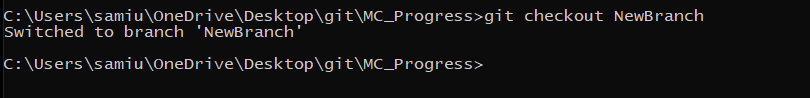 C:\Users\samiu\OneDrive\Desktop\git\MC_Progress>git checkout NewBranch
Switched to branch 'NewBranch'
C:\Users\samiu\OneDrive\Desktop\git\MC_Progress>